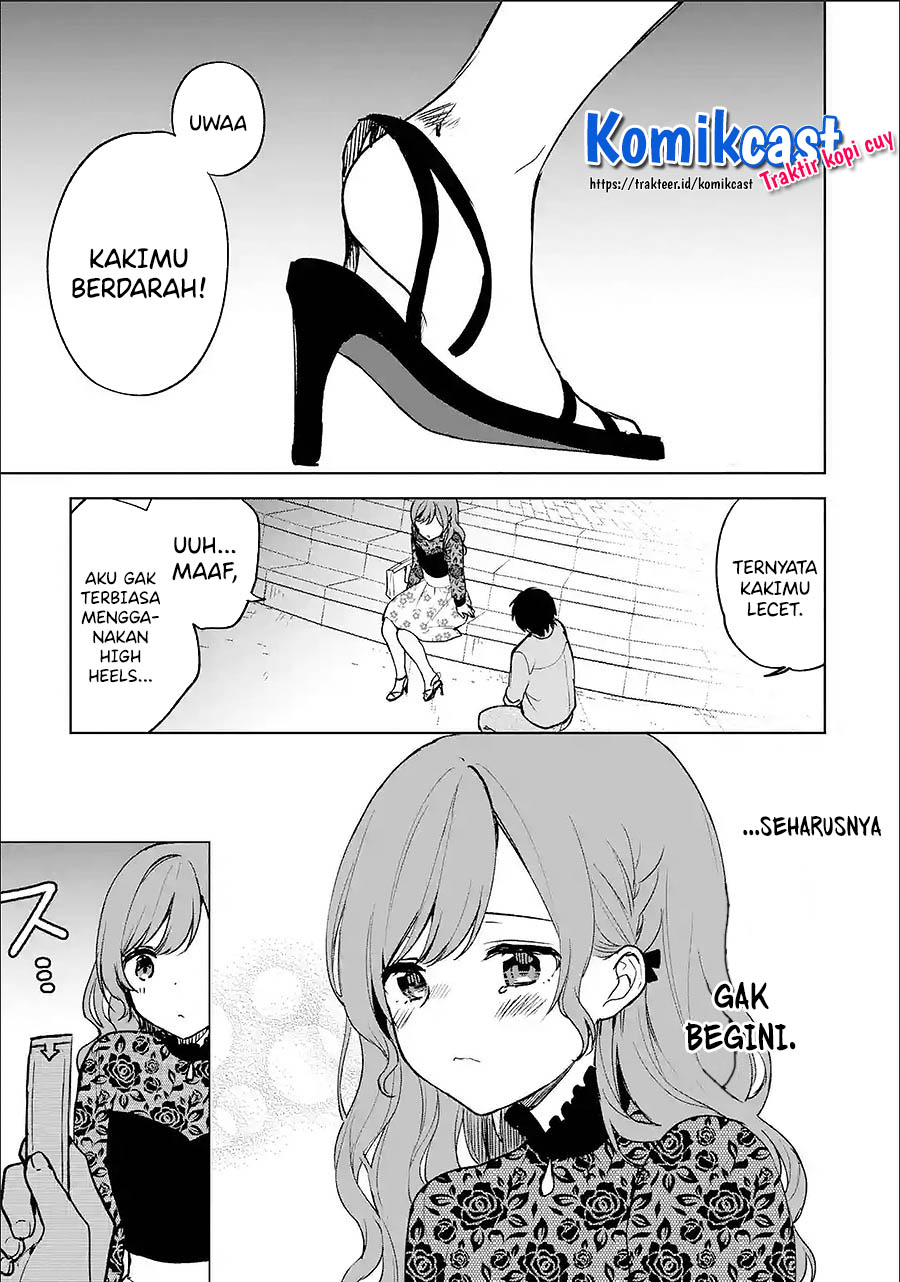 UWAA
KAKIMU
BERDARAH!
Komikcast
https://trakteer.id/komikcast
Traktir kopi cuy
TERNYATA
KAKIMU
LECET.
UUH...
MAAF,
AKU GAK
TERBIASA
MENGGA-
NAKAN
HIGH
HEELS...
...SEHARUSNYA
GAK
BEGINI.
ス